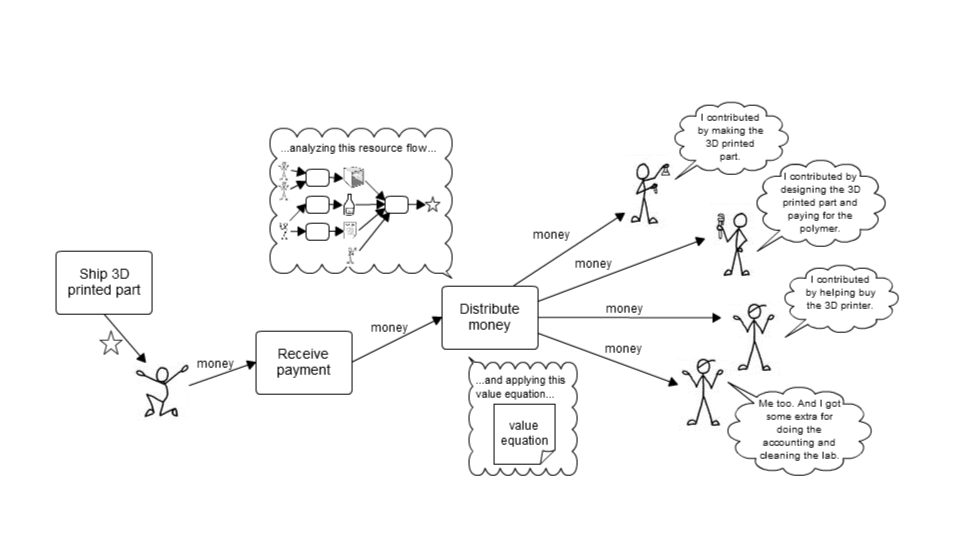 ...analyzing this resource flow...
I contributed
by making the
3D printed
part.
I contributed by
designing the 3D
printed part and
paying for the
polymer.
money
money
Ship 3D
printed part
I contributed
by helping buy
the 3D printer.
Distribute
money
money
money
money
Receive
payment
money
money
...and applying this
value equation...
value
equation
Me too. And I got
some extra for
doing the
accounting and
cleaning the lab.